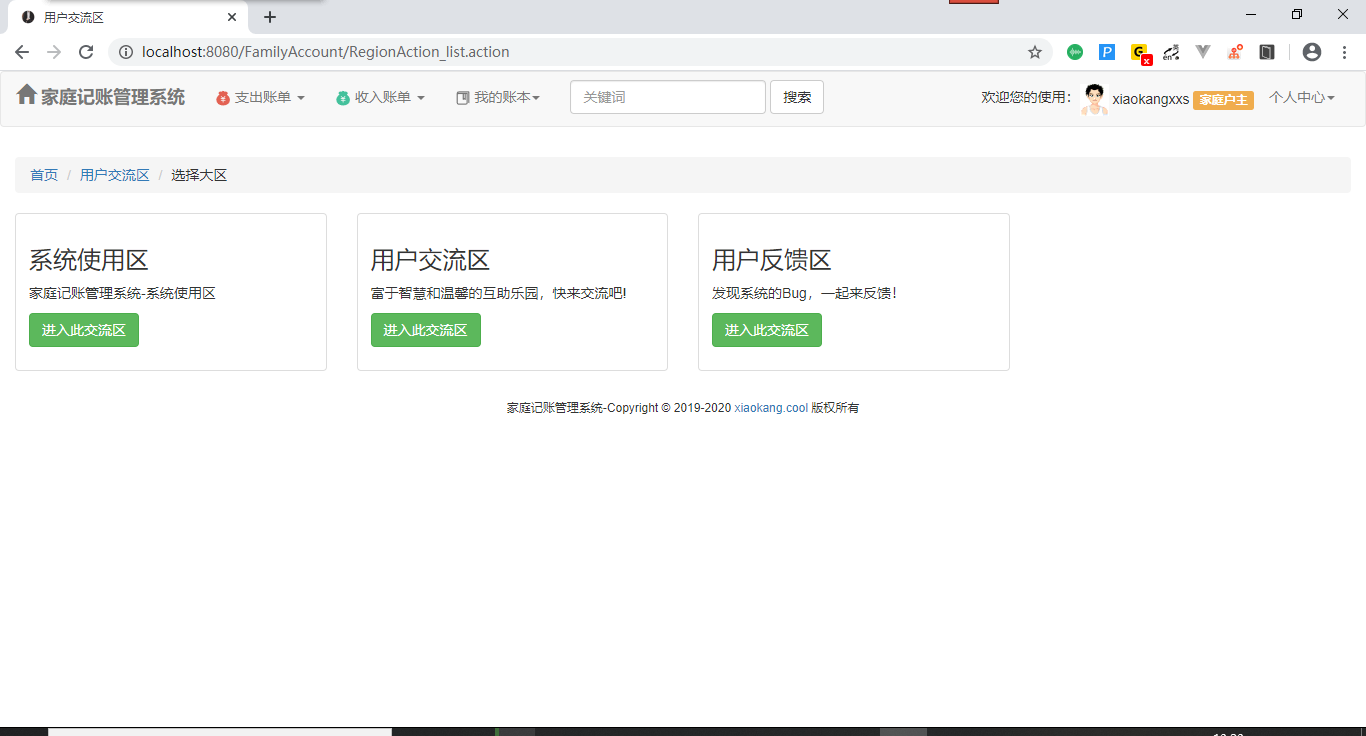 用户交流区
localhost:8080/FamilyAccount/RegionAction_list.action
家庭记账管理系统 支出账单 收入账单 我的账本 关键词 搜索 欢迎您的使用: xiaokangxxs 家庭户主 个人中心
首页 / 用户交流区 / 选择大区
系统使用区
家庭记账管理系统-系统使用区
进入此交流区
用户交流区
富于智慧和温馨的互助乐园，快来交流吧!
进入此交流区
用户反馈区
发现系统的Bug，一起来反馈！
进入此交流区
家庭记账管理系统-Copyright © 2019-2020 xiaokang.cool 版权所有